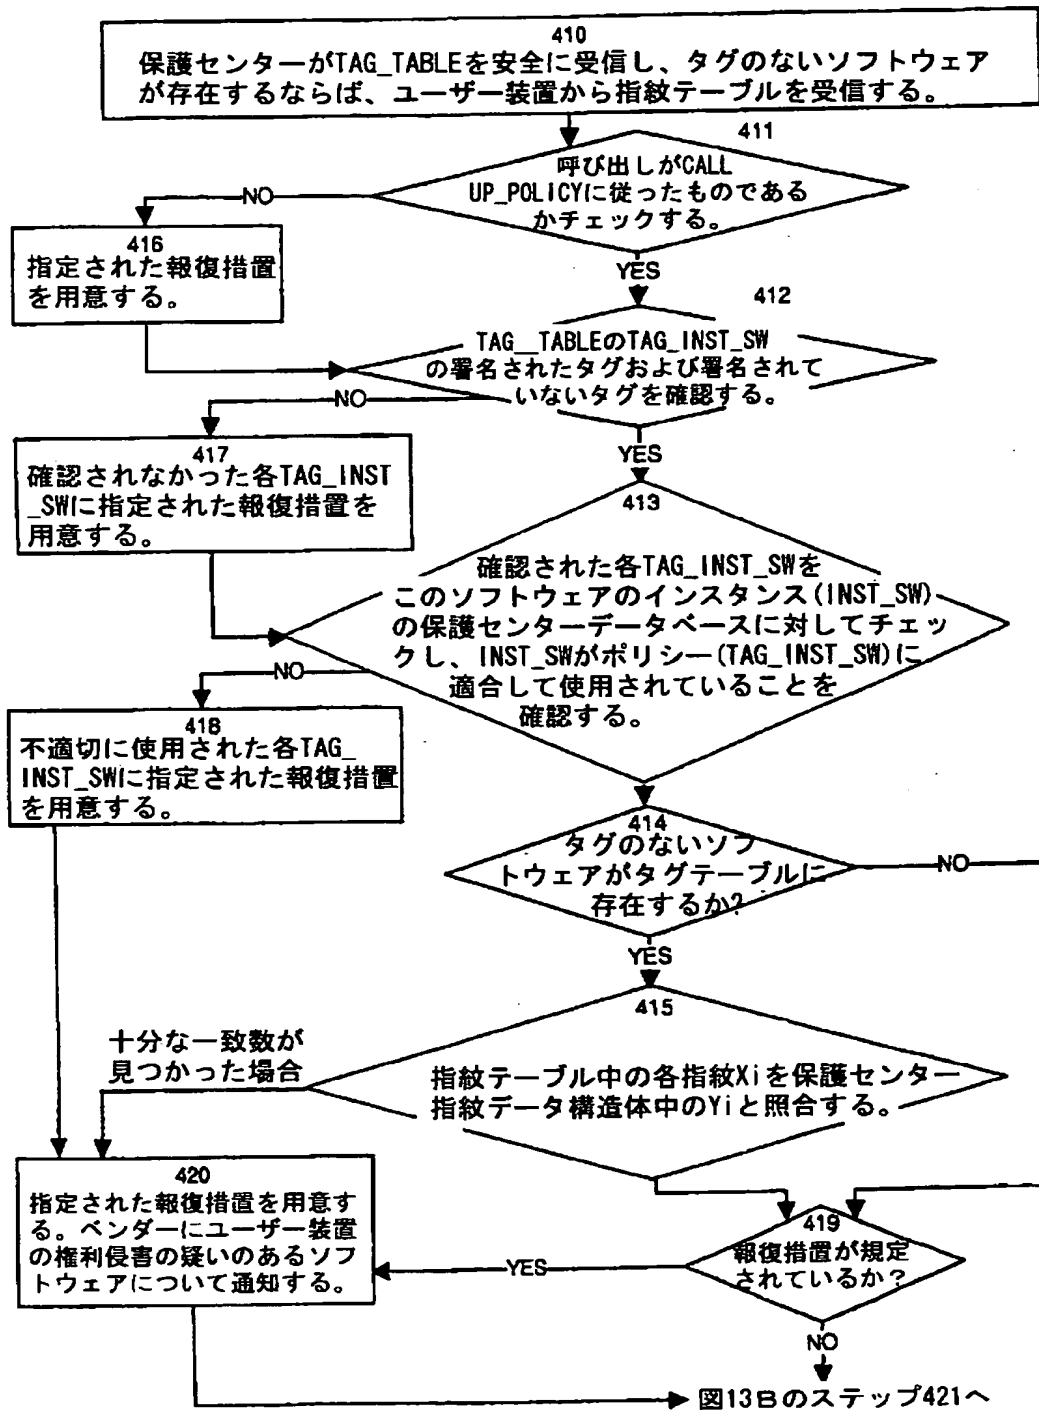 410
保護センターがTAG_TABLEを安全に受信し、タグのないソフトウェア
が存在するならば、ユーザー装置から指紋テーブルを受信する。
411
呼び出しがCALL
UP_POLICYに従ったものである
かチェックする。
NO
416
指定された報復措置
を用意する。
YES
412
TAG__TABLEのTAG_INST_SW
の署名されたタグおよび署名されて
いないタグを確認する。
NO
417
確認されなかった各TAG_INST
_SWに指定された報復措置を
用意する。
YES
413
確認された各TAG_INST_SWを
このソフトウェアのインスタンス(INST_SW)
の保護センターデータベースに対してチェッ
クし、INST_SWがポリシー(TAG_INST_SW)に
適合して使用されていることを
確認する。
NO
418
不適切に使用された各TAG_
INST_SWに指定された報復措置
を用意する。
414
タグのないソフ
トウェアがタグテーブルに
存在するか?
NO
YES
415
指紋テーブル中の各指紋Xiを保護センター
指紋データ構造体中のYiと照合する。
十分な一致数が
見つかった場合
420
指定された報復措置を用意す
る。ベンダーにユーザー装置
の権利侵害の疑いのあるソフ
トウェアについて通知する。
419
報復措置が規定
されているか?
YES
NO
図13Bのステップ421へ